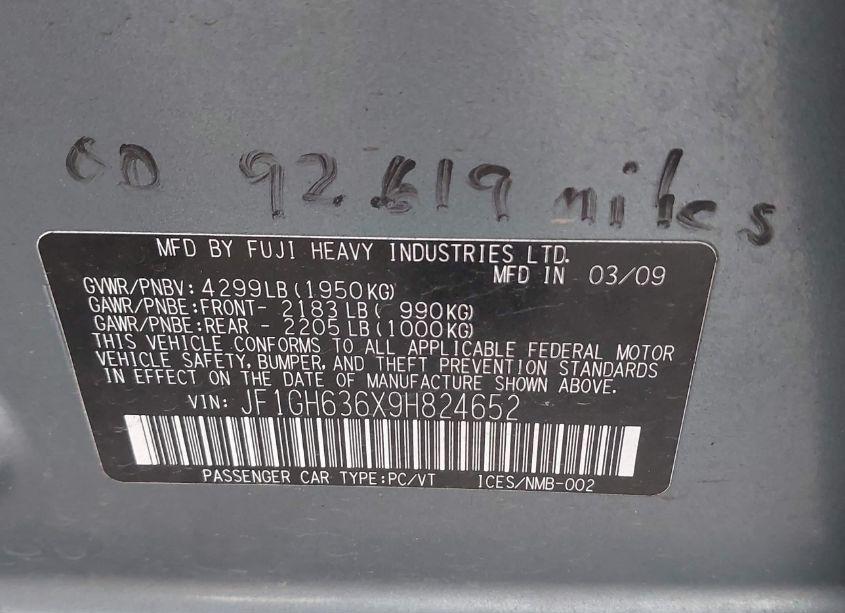 OD 92.619 miles
MFD BY FUJI HEAVY INDUSTRIES LTD.
MFD IN 03/09
GVWR/PNBV: 4299LB(1950KG)
GAWR/PNBE:FRONT- 2183LB( 990KG)
GAWR/PNBE:REAR - 2205LB(1000KG)
THIS VEHICLE CONFORMS TO ALL APPLICABLE FEDERAL MOTOR
VEHICLE SAFETY, BUMPER, AND THEFT PREVENTION STANDARDS
IN EFFECT ON THE DATE OF MANUFACTURE SHOWN ABOVE.
VIN: JF1GH636X9H824652
PASSENGER CAR TYPE:PC/VT ICES/NMB-002